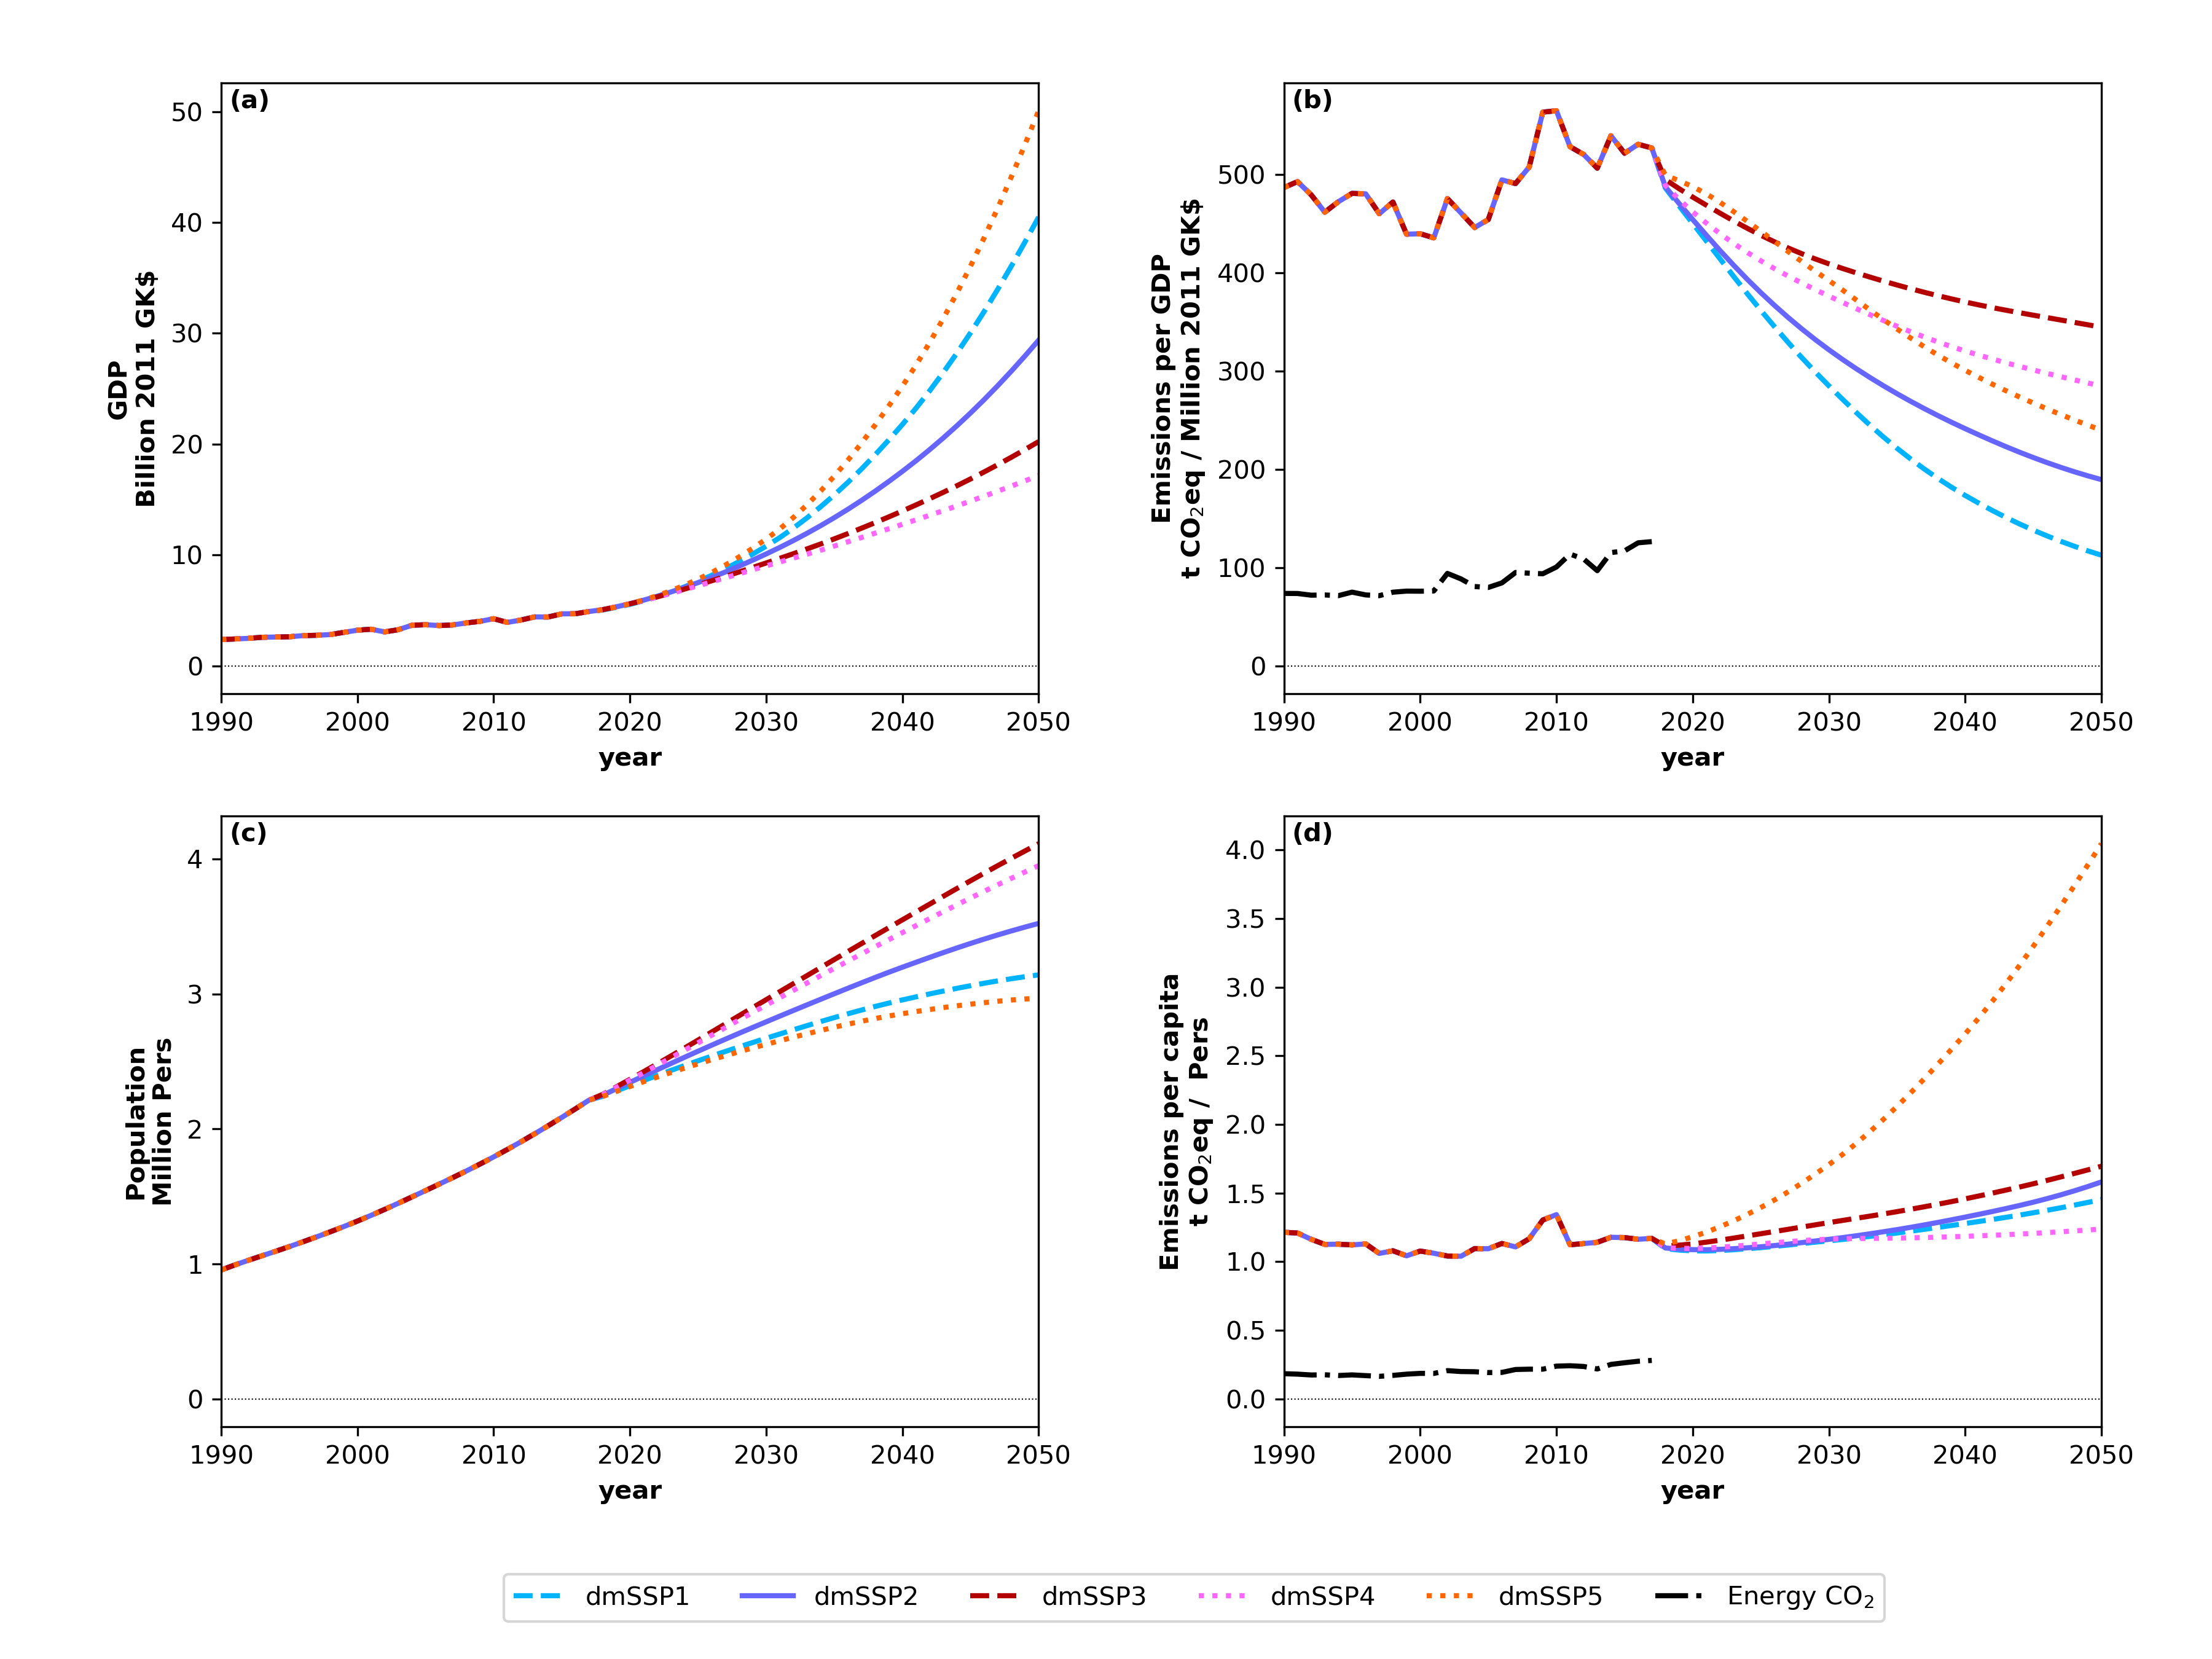 (a)
GDP
Billion 2011 GK$
50
40
30
20
10
0
1990 2000 2010 2020 2030 2040 2050
year
(b)
Emissions per GDP
t CO₂eq / Million 2011 GK$
500
400
300
200
100
0
1990 2000 2010 2020 2030 2040 2050
year
(c)
Population
Million Pers
4
3
2
1
0
1990 2000 2010 2020 2030 2040 2050
year
(d)
Emissions per capita
t CO₂eq / Pers
4.0
3.5
3.0
2.5
2.0
1.5
1.0
0.5
0.0
1990 2000 2010 2020 2030 2040 2050
year
dmSSP1 dmSSP2 dmSSP3 dmSSP4 dmSSP5 Energy CO₂